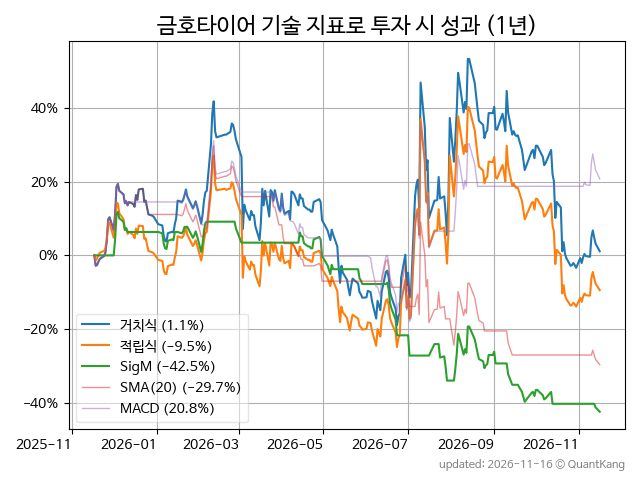 금호타이어 기술 지표로 투자 시 성과 (1년)
40%
20%
0%
−20%
−40%
거치식 (1.1%)
적립식 (−9.5%)
SigM (−42.5%)
SMA(20) (−29.7%)
MACD (20.8%)
2025-11 2026-01 2026-03 2026-05 2026-07 2026-09 2026-11
updated: 2026-11-16 ⓒ QuantKang